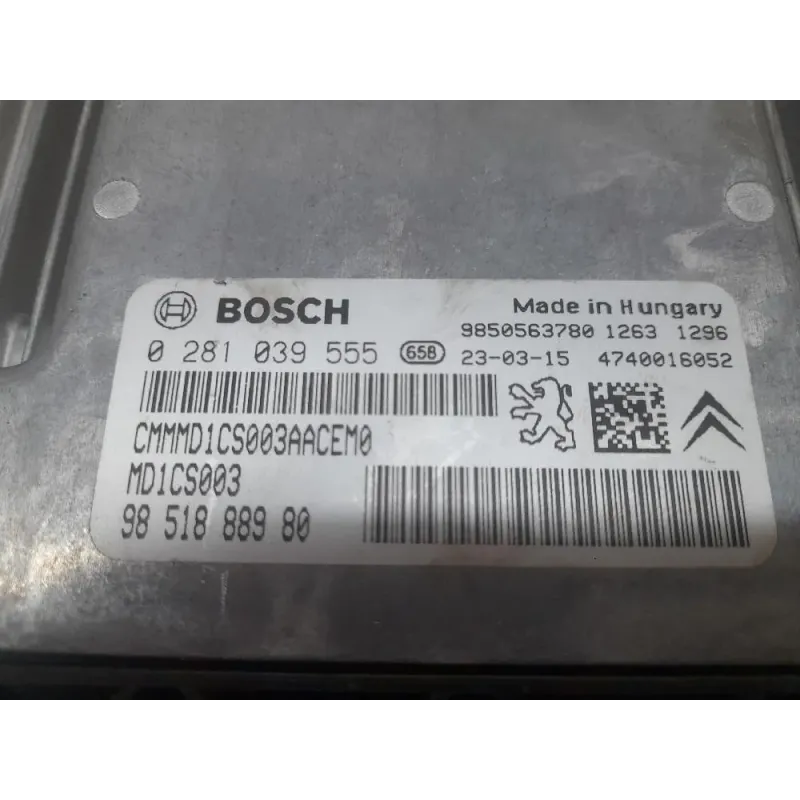 BOSCH
Made in Hungary
9850563780 1263 1296
0 281 039 555 658 23-03-15 4740016052
CMMMD1CS003AACEM0
MD1CS003
98 518 889 80